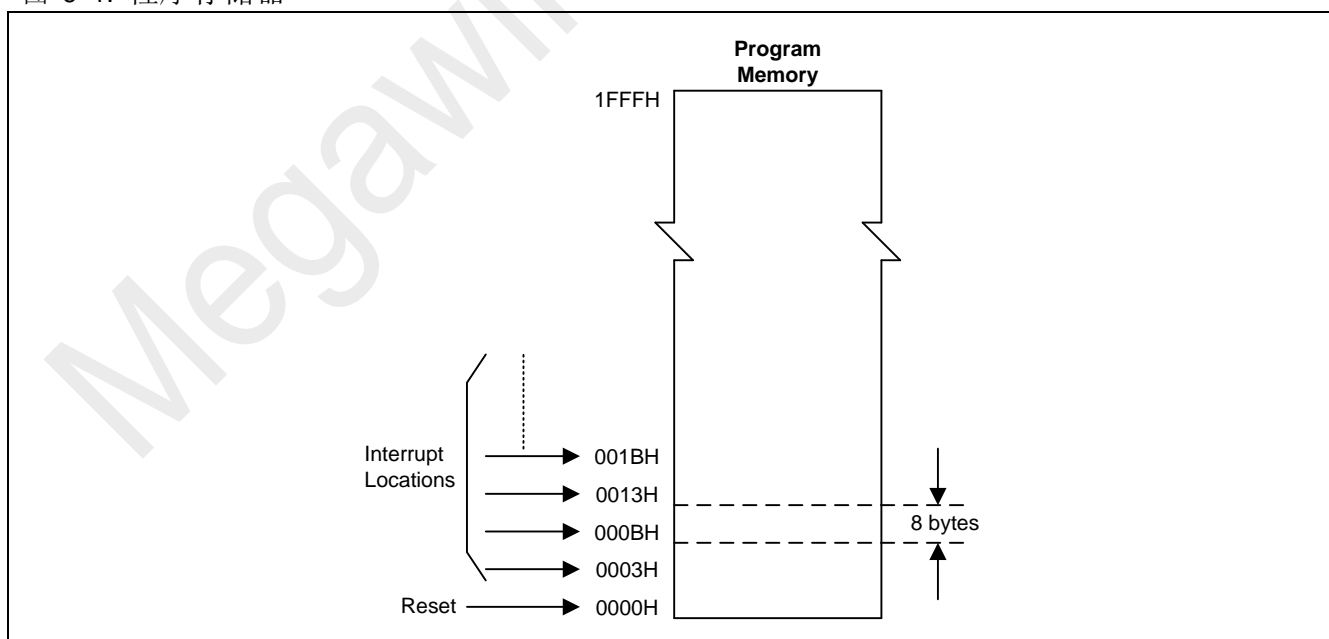 Program
Memory
1FFFH
Interrupt
Locations
001BH
0013H
000BH
0003H
8 bytes
Reset
0000H